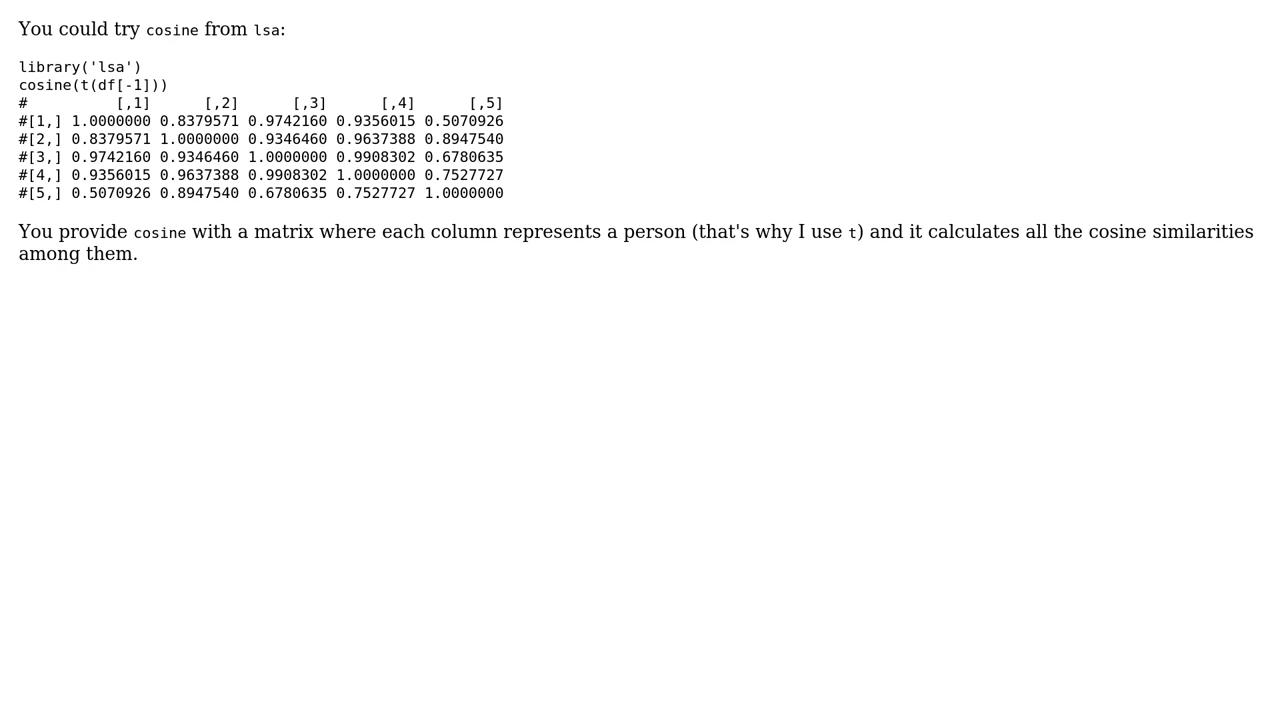 You could try cosine from lsa:
library('lsa')
cosine(t(df[-1]))
#          [,1]      [,2]      [,3]      [,4]      [,5]
#[1,] 1.0000000 0.8379571 0.9742160 0.9356015 0.5070926
#[2,] 0.8379571 1.0000000 0.9346460 0.9637388 0.8947540
#[3,] 0.9742160 0.9346460 1.0000000 0.9908302 0.6780635
#[4,] 0.9356015 0.9637388 0.9908302 1.0000000 0.7527727
#[5,] 0.5070926 0.8947540 0.6780635 0.7527727 1.0000000
You provide cosine with a matrix where each column represents a person (that's why I use t) and it calculates all the cosine similarities
among them.